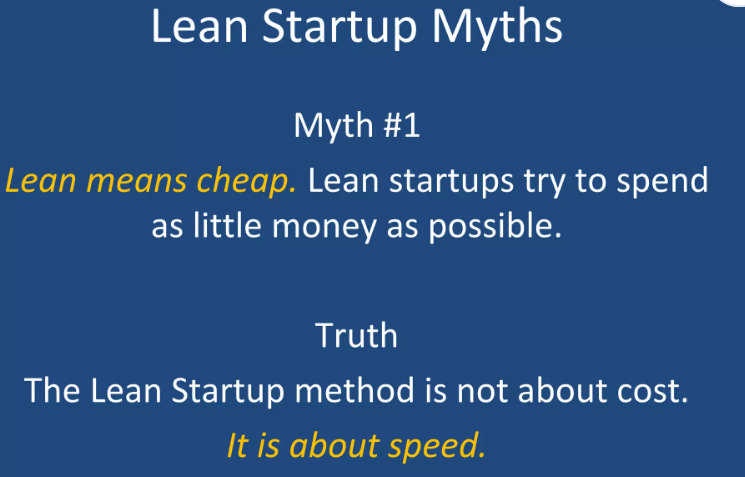 Lean Startup Myths
Myth #1
Lean means cheap. Lean startups try to spend
as little money as possible.
Truth
The Lean Startup method is not about cost.
It is about speed.